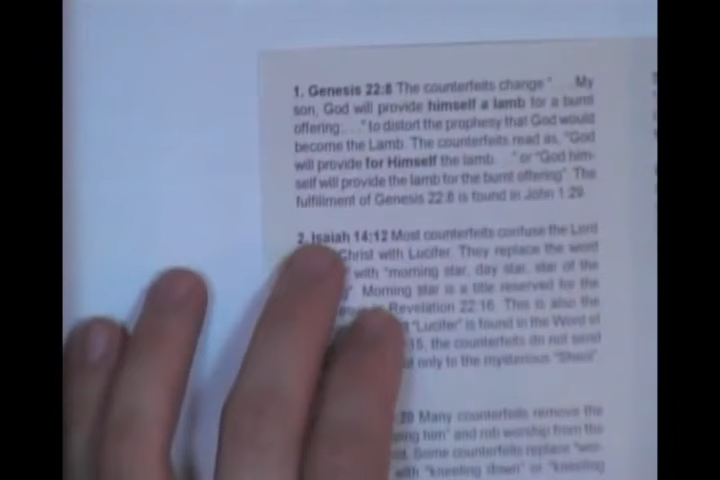 1. Genesis 22:8 The counterfeits change " . . . My
son, God will provide himself a lamb for a burnt
offering . . ." to distort the prophesy that God would
become the Lamb. The counterfeits read as, "God
will provide for Himself the lamb . . ." or "God him-
self will provide the lamb for the burnt offering". The
fulfillment of Genesis 22:8 is found in John 1:29.
2. Isaiah 14:12 Most counterfeits confuse the Lord
Christ with Lucifer. They replace the word
with "morning star, day star, star of the
Morning star is a title reserved for the
Revelation 22:16. This is also the
"Lucifer" is found in the Word of
15, the counterfeits do not send
only to the mysterious "Sheol".
Many counterfeits remove the
him" and rob worship from the
Some counterfeits replace "wor-
with "kneeling down" or "kneeling